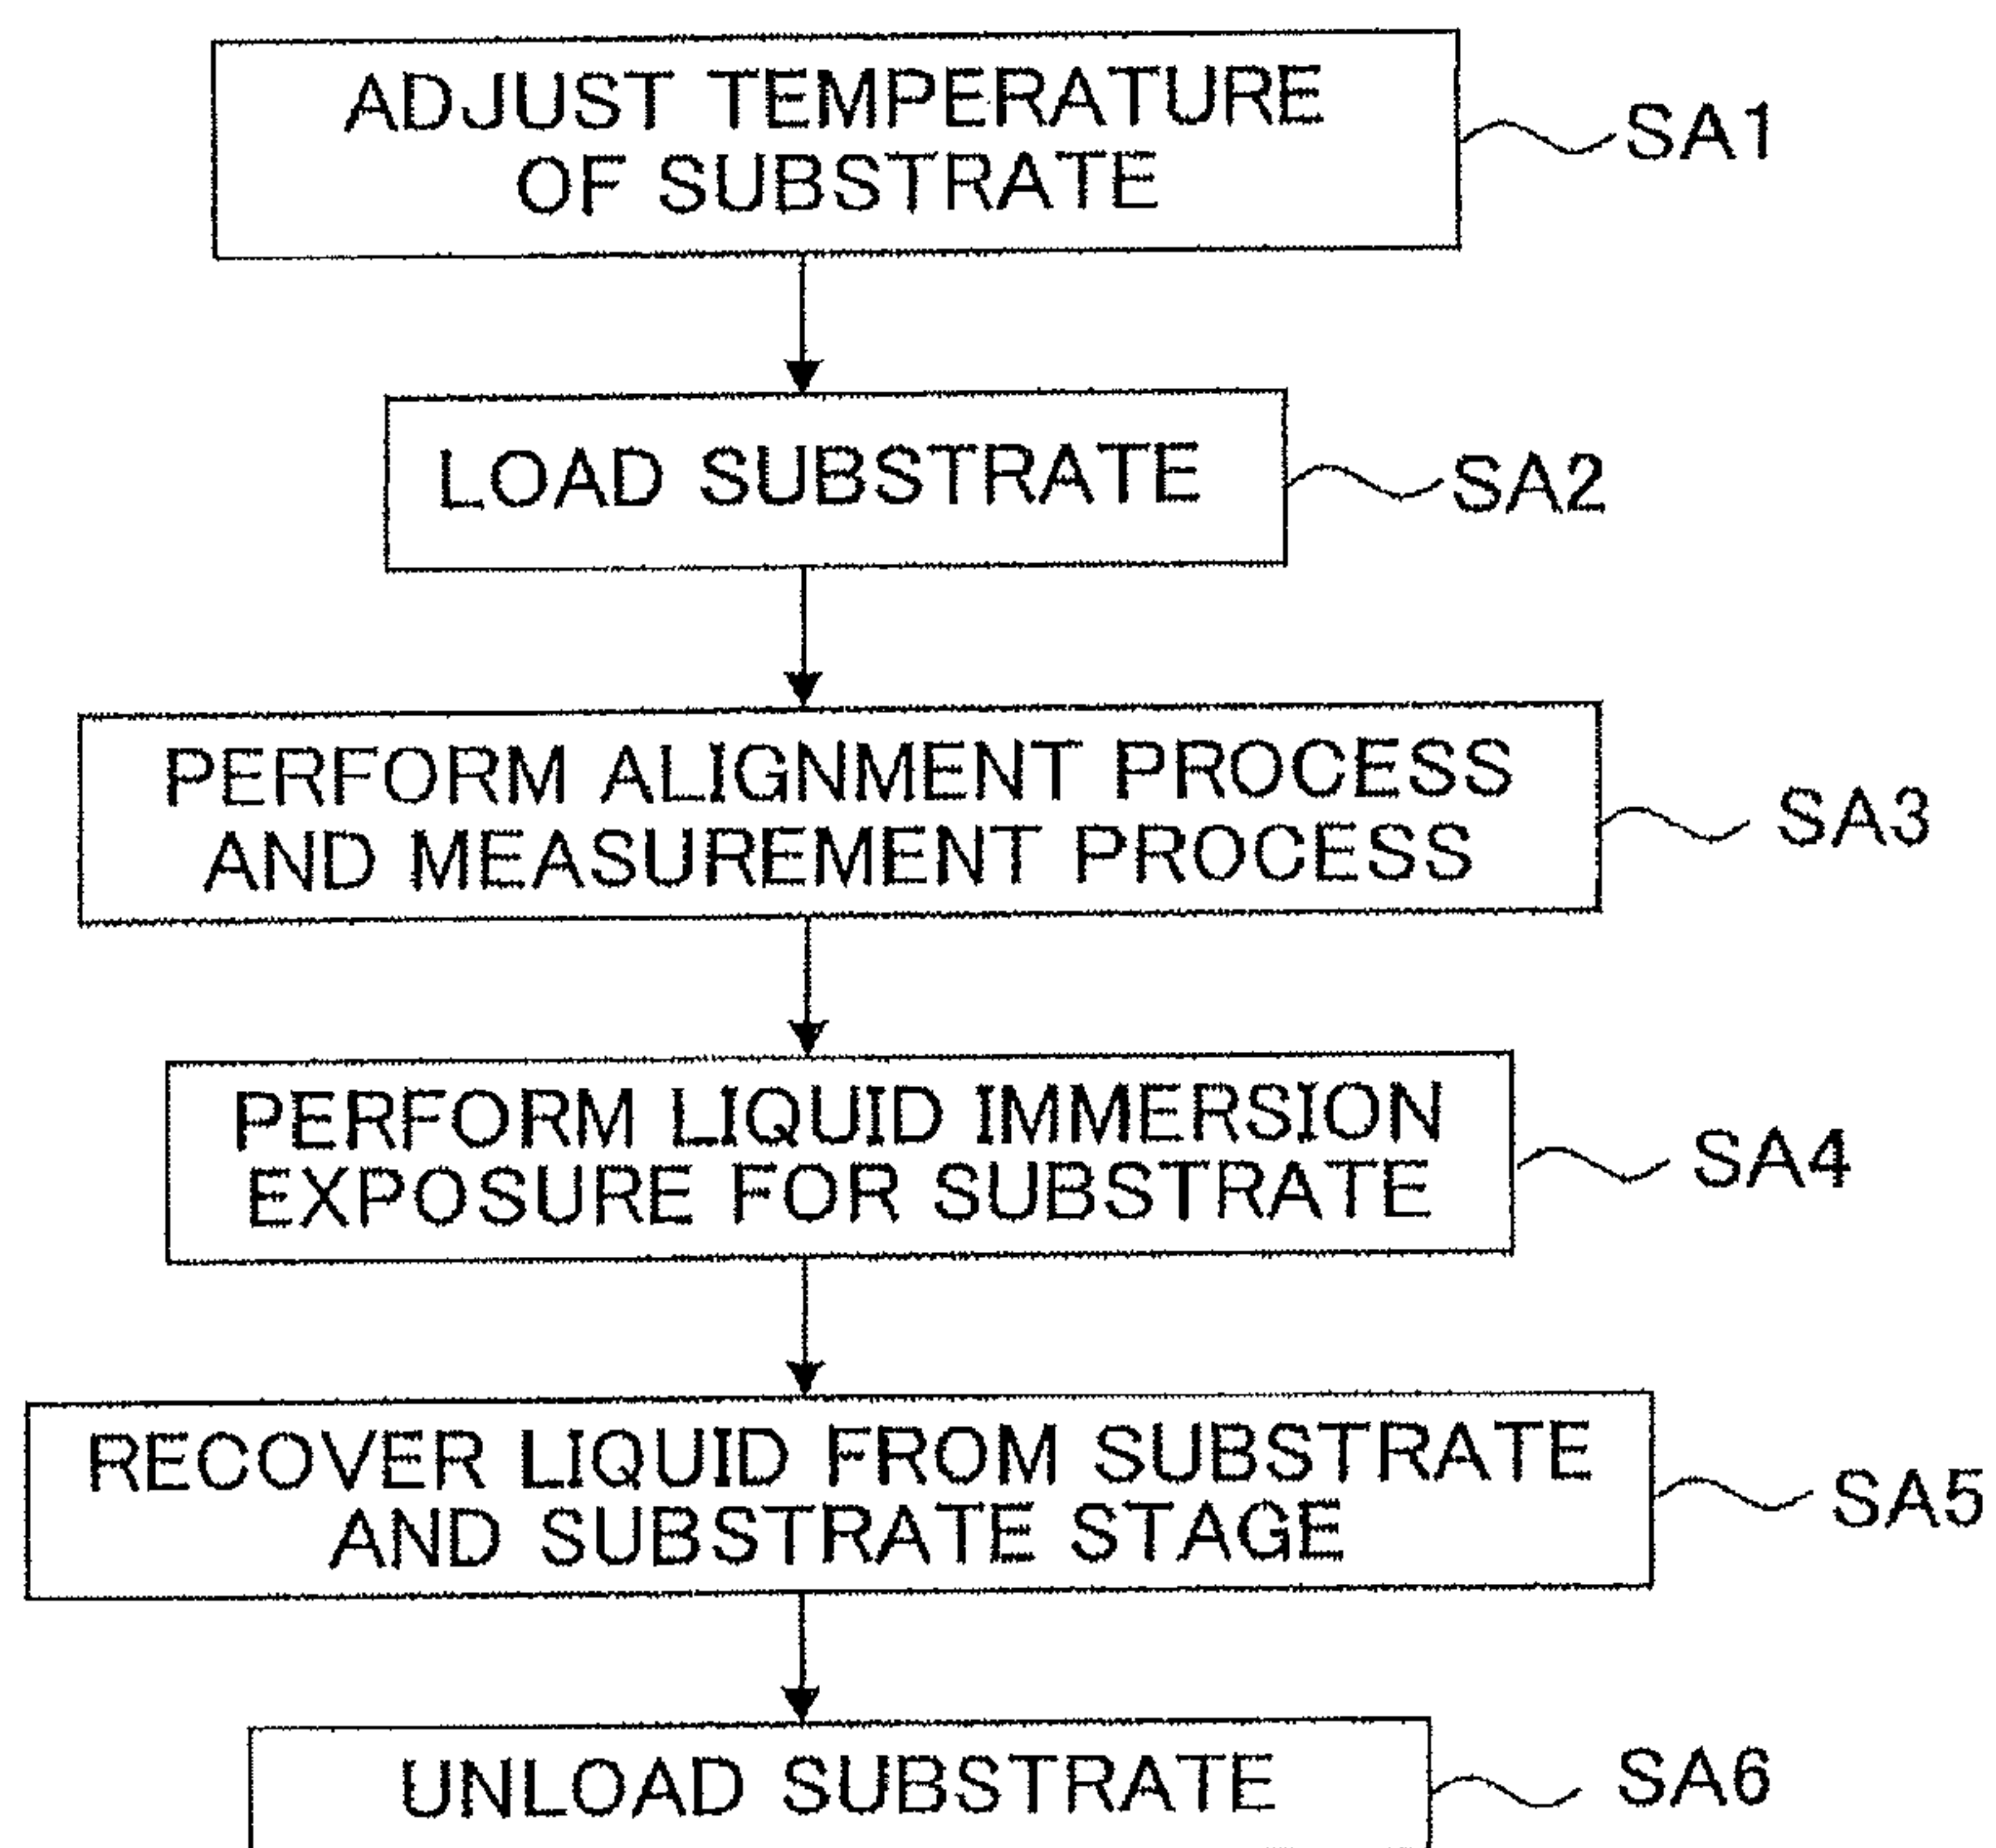 ADJUST TEMPERATURE
OF SUBSTRATE
SA1
LOAD SUBSTRATE
SA2
PERFORM ALIGNMENT PROCESS
AND MEASUREMENT PROCESS
SA3
PERFORM LIQUID IMMERSION
EXPOSURE FOR SUBSTRATE
SA4
RECOVER LIQUID FROM SUBSTRATE
AND SUBSTRATE STAGE
SA5
UNLOAD SUBSTRATE
SA6